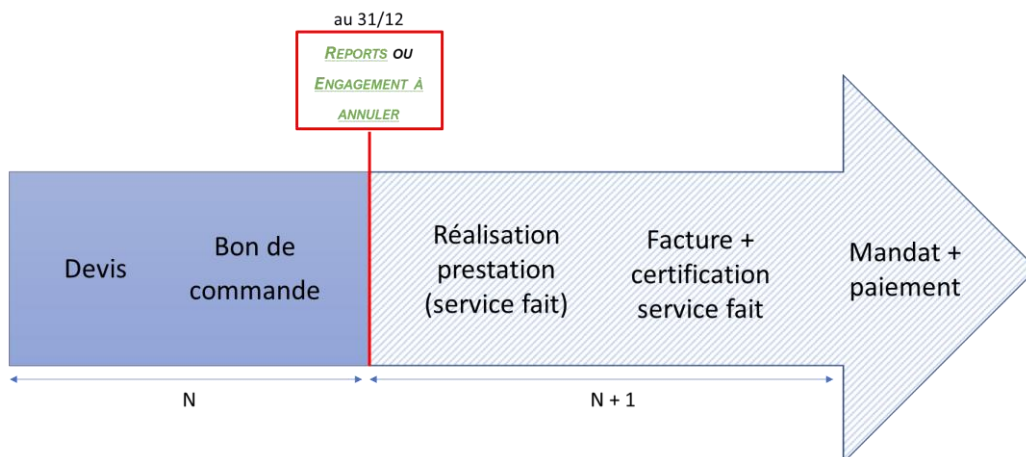 au 31/12
REPORTS OU
ENGAGEMENT À
ANNULER
Devis
Bon de
commande
Réalisation
prestation
(service fait)
Facture +
certification
service fait
Mandat +
paiement
N
N + 1